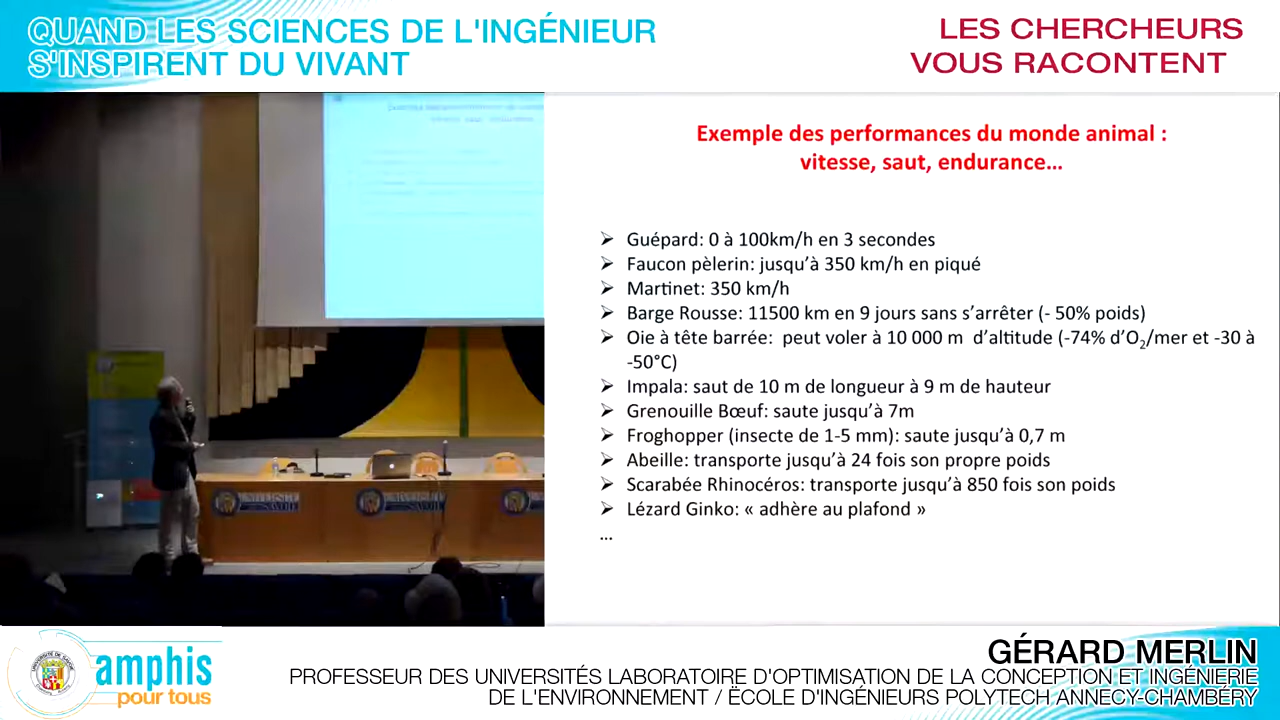 QUAND LES SCIENCES DE L'INGÉNIEUR
S'INSPIRENT DU VIVANT
LES CHERCHEURS
VOUS RACONTENT
Exemple des performances du monde animal :
vitesse, saut, endurance…
➢ Guépard: 0 à 100km/h en 3 secondes
➢ Faucon pèlerin: jusqu’à 350 km/h en piqué
➢ Martinet: 350 km/h
➢ Barge Rousse: 11500 km en 9 jours sans s’arrêter (- 50% poids)
➢ Oie à tête barrée: peut voler à 10 000 m d’altitude (-74% d’O₂/mer et -30 à
-50°C)
➢ Impala: saut de 10 m de longueur à 9 m de hauteur
➢ Grenouille Bœuf: saute jusqu’à 7m
➢ Froghopper (insecte de 1-5 mm): saute jusqu’à 0,7 m
➢ Abeille: transporte jusqu’à 24 fois son propre poids
➢ Scarabée Rhinocéros: transporte jusqu’à 850 fois son poids
➢ Lézard Ginko: « adhère au plafond »
…
UNIVERSITÉ
SAVOIE
UNIVERSITÉ
SAVOIE
amphis
pour tous
GÉRARD MERLIN
PROFESSEUR DES UNIVERSITÉS LABORATOIRE D'OPTIMISATION DE LA CONCEPTION ET INGÉNIERIE
DE L'ENVIRONNEMENT / ËCOLE D'INGÉNIEURS POLYTECH ANNECY-CHAMBÉRY